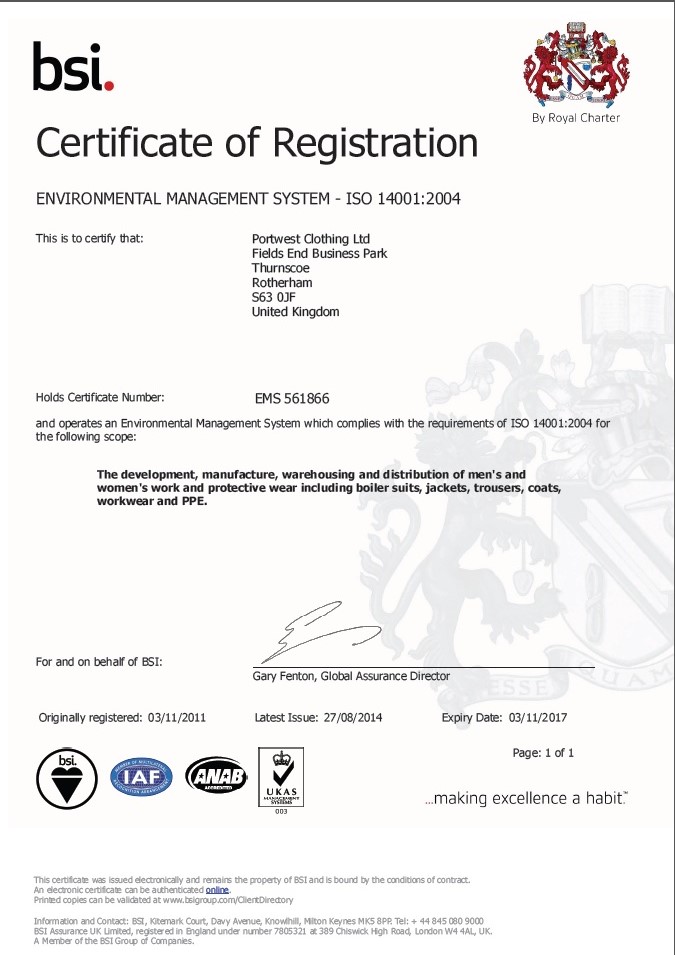 bsi.
By Royal Charter
Certificate of Registration
ENVIRONMENTAL MANAGEMENT SYSTEM - ISO 14001:2004
This is to certify that:
Portwest Clothing Ltd
Fields End Business Park
Thurnscoe
Rotherham
S63 0JF
United Kingdom
Holds Certificate Number:
EMS 561866
and operates an Environmental Management System which complies with the requirements of ISO 14001:2004 for
the following scope:
The development, manufacture, warehousing and distribution of men's and
women's work and protective wear including boiler suits, jackets, trousers, coats,
workwear and PPE.
For and on behalf of BSI:
Gary Fenton, Global Assurance Director
ESSE QUAM
Originally registered: 03/11/2011
Latest Issue: 27/08/2014
Expiry Date: 03/11/2017
Page: 1 of 1
bsi.
MEMBER OF MULTILATERAL
IAF
RECOGNITION ARRANGEMENT
ANAB
ACCREDITED
UKAS
MANAGEMENT
SYSTEMS
003
...making excellence a habit.™
This certificate was issued electronically and remains the property of BSI and is bound by the conditions of contract.
An electronic certificate can be authenticated online.
Printed copies can be validated at www.bsigroup.com/ClientDirectory
Information and Contact: BSI, Kitemark Court, Davy Avenue, Knowlhill, Milton Keynes MK5 8PP. Tel: + 44 845 080 9000
BSI Assurance UK Limited, registered in England under number 7805321 at 389 Chiswick High Road, London W4 4AL, UK.
A Member of the BSI Group of Companies.